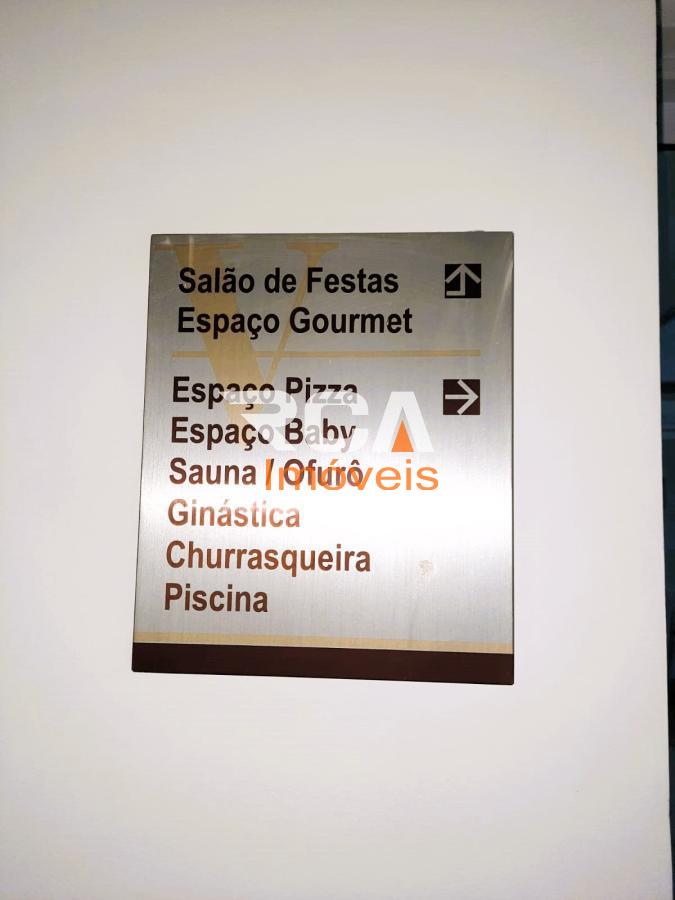 Salão de Festas
Espaço Gourmet
Espaço Pizza
Espaço Baby
Sauna / Ofurô
Ginástica
Churrasqueira
Piscina
RCA
Imóveis